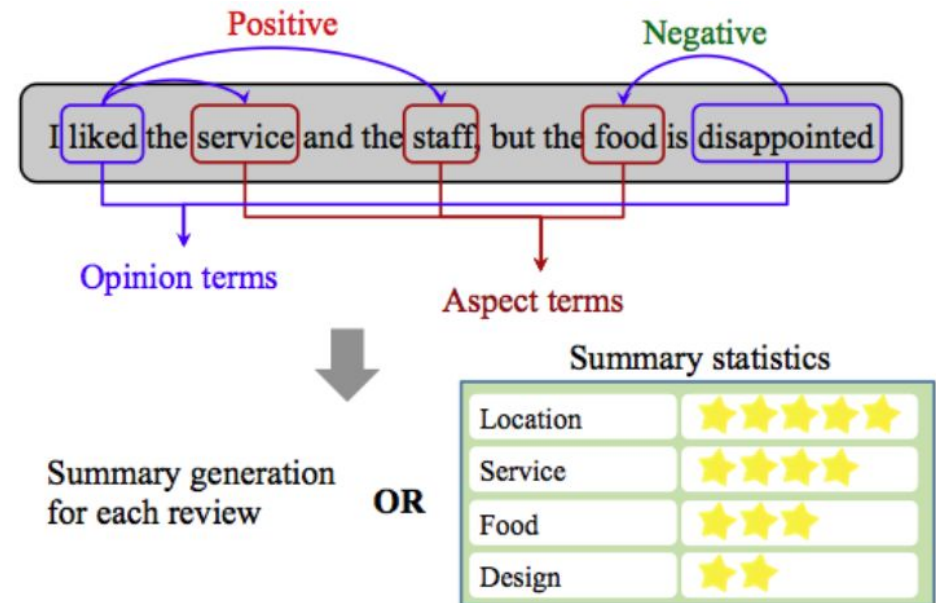 Positive
Negative
I liked the service and the staff, but the food is disappointed
Opinion terms
Aspect terms
Summary statistics
Location
Service
Food
Design
Summary generation
for each review
OR